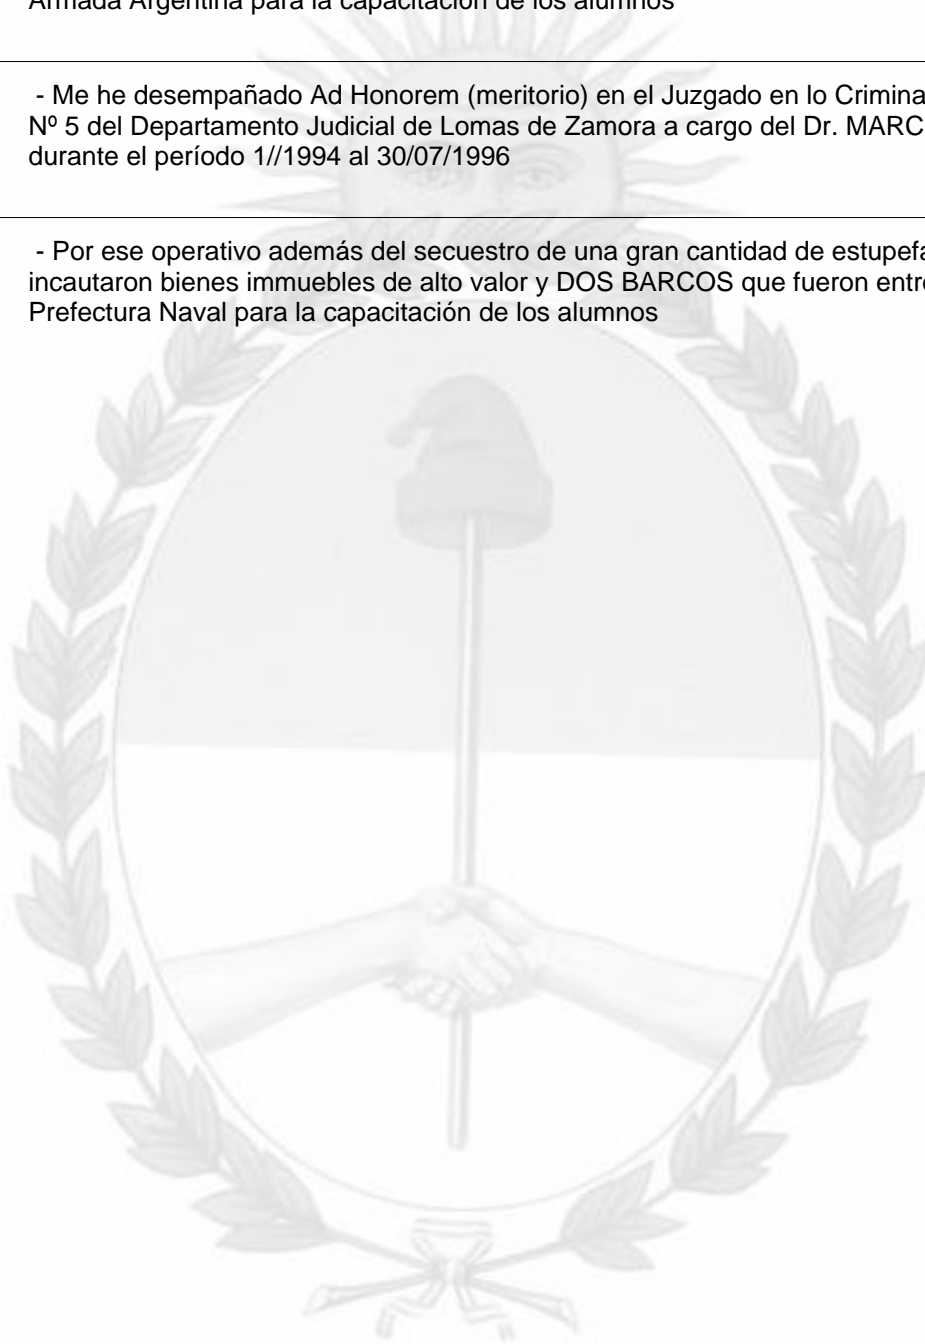 Armada Argentina para la capacitación de los alumnos
- Me he desempañado Ad Honorem (meritorio) en el Juzgado en lo Crimina
Nº 5 del Departamento Judicial de Lomas de Zamora a cargo del Dr. MARC
durante el período 1//1994 al 30/07/1996
- Por ese operativo además del secuestro de una gran cantidad de estupefa
incautaron bienes immuebles de alto valor y DOS BARCOS que fueron entre
Prefectura Naval para la capacitación de los alumnos